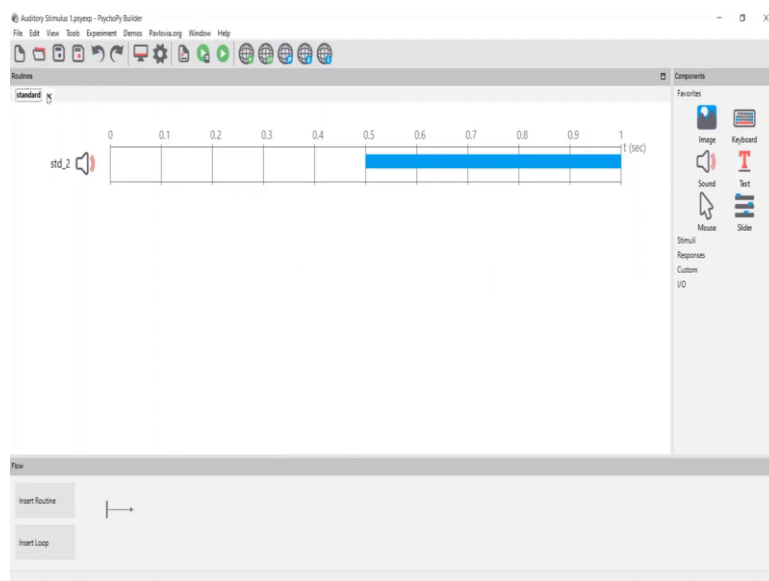 Auditory Stimulus 1.psyexp - PsychoPy Builder
File Edit View Tools Experiment Demos Pavlovia.org Window Help
Routines
Components
standard
Favorites
Image Keyboard
Sound Text
Mouse Slider
Stimuli
Responses
Custom
I/O
0 0.1 0.2 0.3 0.4 0.5 0.6 0.7 0.8 0.9 1
t (sec)
std_2
Flow
Insert Routine
Insert Loop